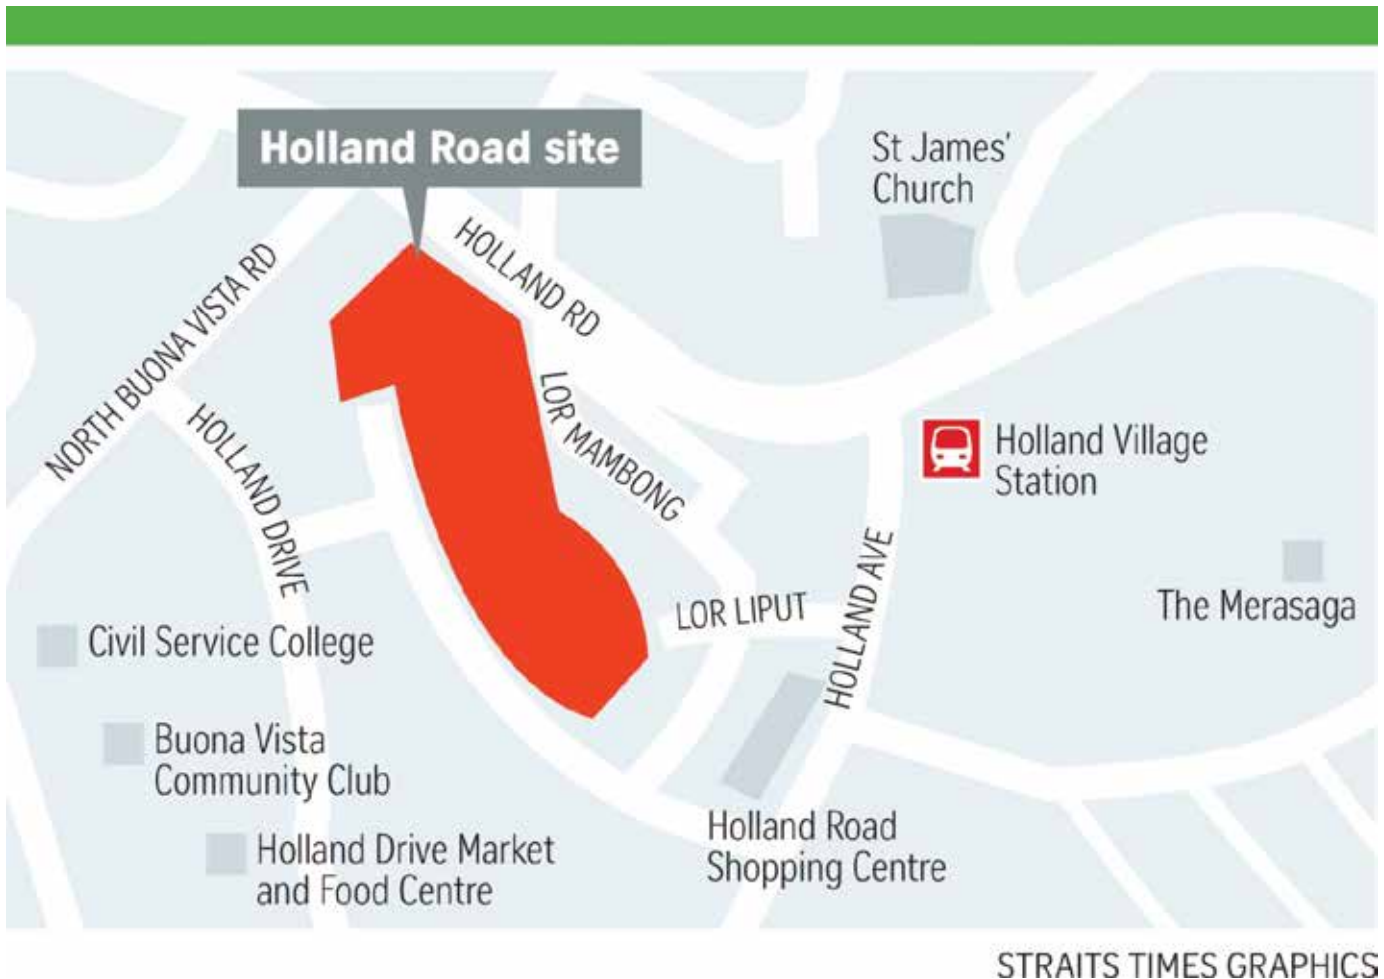 Holland Road site
St James'
Church
HOLLAND RD
NORTH BUONA VISTA RD
LOR MAMBONG
HOLLAND DRIVE
Holland Village
Station
HOLLAND AVE
LOR LIPUT
The Merasaga
Civil Service College
Buona Vista
Community Club
Holland Drive Market
and Food Centre
Holland Road
Shopping Centre
STRAITS TIMES GRAPHICS